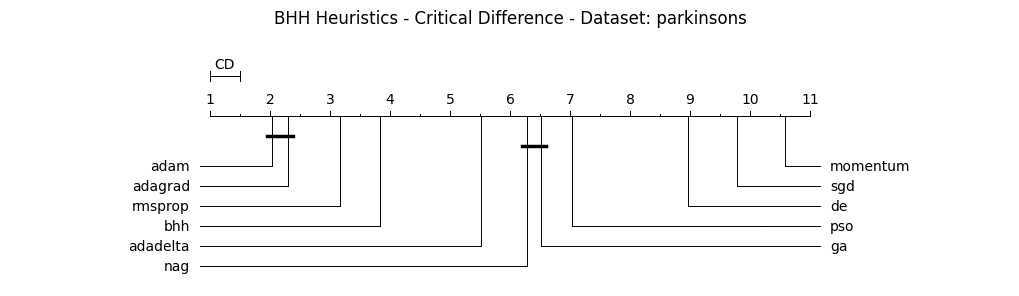 BHH Heuristics - Critical Difference - Dataset: parkinsons
CD
1 2 3 4 5 6 7 8 9 10 11
adam momentum
adagrad sgd
rmsprop de
bhh pso
adadelta ga
nag